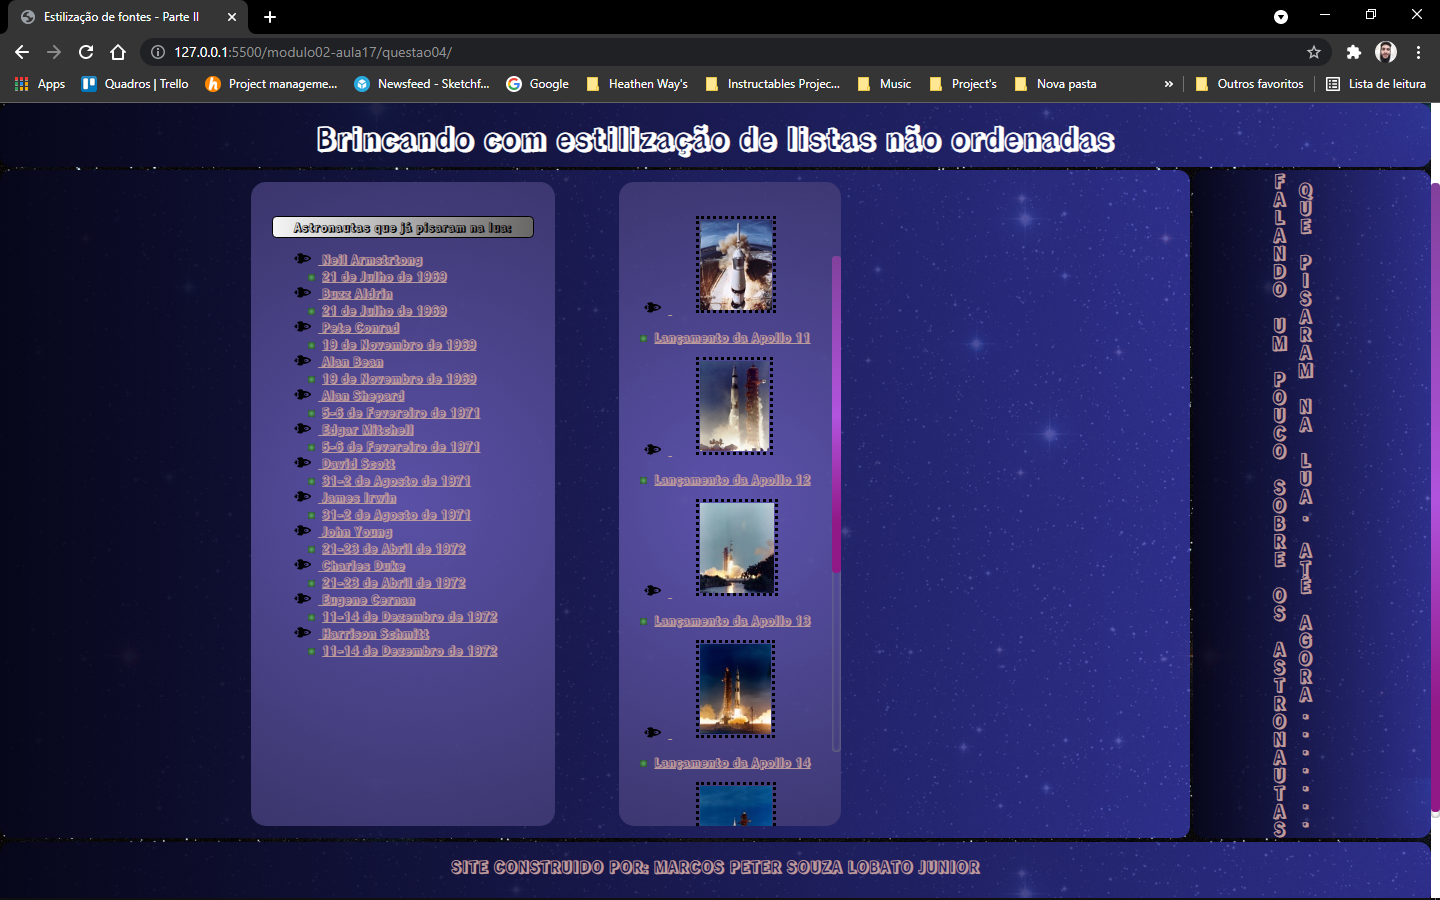 Estilização de fontes - Parte II
127.0.0.1:5500/modulo02-aula17/questao04/
Apps
Quadros | Trello
Project manageme...
Newsfeed - Sketchf...
Google
Heathen Way's
Instructables Projec...
Music
Project's
Nova pasta
»
Outros favoritos
Lista de leitura
Brincando com estilização de listas não ordenadas
Astronautas que já pisaram na lua:
Neil Armstrtong
21 de Julho de 1969
Buzz Aldrin
21 de Julho de 1969
Pete Conrad
19 de Novembro de 1969
Alan Bean
19 de Novembro de 1969
Alan Shepard
5-6 de Fevereiro de 1971
Edgar Mitchell
5-6 de Fevereiro de 1971
David Scott
31-2 de Agosto de 1971
James Irwin
31-2 de Agosto de 1971
John Young
21-23 de Abril de 1972
Charles Duke
21-23 de Abril de 1972
Eugene Cernan
11-14 de Dezembro de 1972
Harrison Schmitt
11-14 de Dezembro de 1972
Lançamento da Apollo 11
Lançamento da Apollo 12
Lançamento da Apollo 13
Lançamento da Apollo 14
FALANDO UM POUCO SOBRE OS ASTRONAUTAS
QUE PISARAM NA LUA. ATÉ AGORA.......
SITE CONSTRUIDO POR: MARCOS PETER SOUZA LOBATO JUNIOR